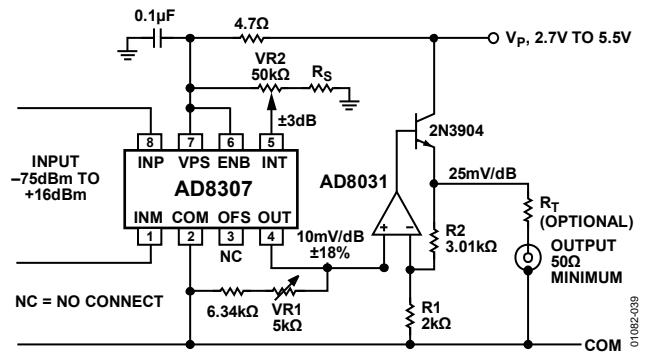 0.1µF
4.7Ω
VP, 2.7V TO 5.5V
VR2
50kΩ
RS
±3dB
2N3904
8
7
6
5
INP
VPS
ENB
INT
INPUT
–75dBm TO
+16dBm
AD8307
INM
COM
OFS
OUT
1
2
3
4
NC
AD8031
25mV/dB
10mV/dB
±18%
+
–
R2
3.01kΩ
RT
(OPTIONAL)
OUTPUT
50Ω
MINIMUM
NC = NO CONNECT
6.34kΩ
VR1
5kΩ
R1
2kΩ
COM
01082-039